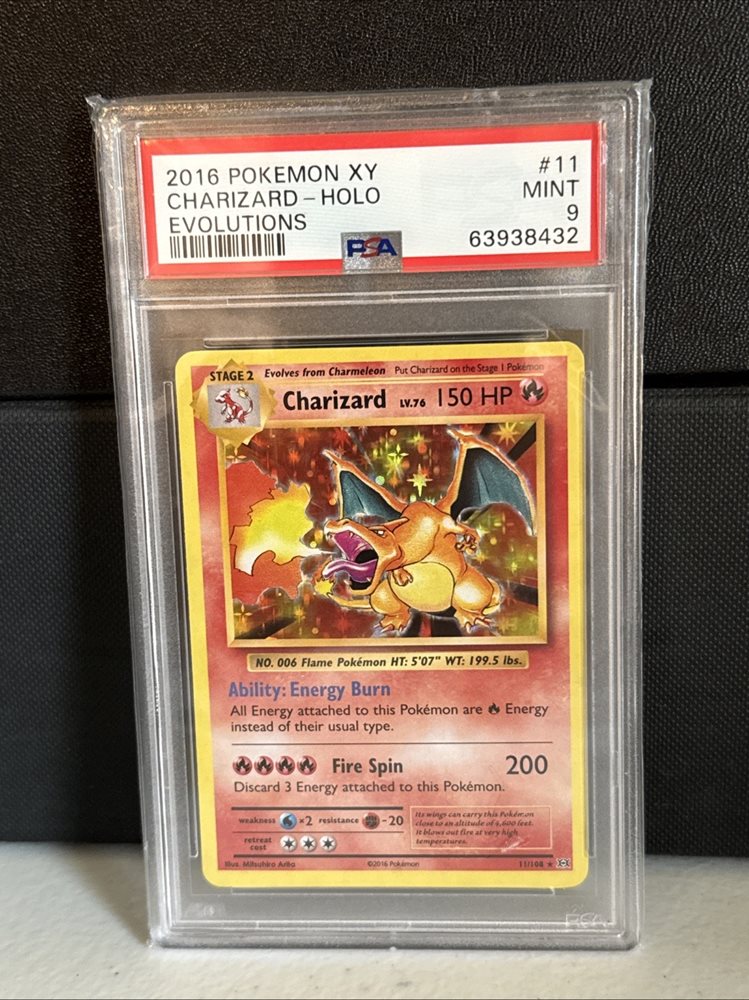 2016 POKEMON XY #11
CHARIZARD - HOLO MINT
EVOLUTIONS 9
PSA 63938432
STAGE 2 Evolves from Charmeleon Put Charizard on the Stage 1 Pokémon
Charizard LV.76 150 HP
NO. 006 Flame Pokémon HT: 5'07" WT: 199.5 lbs.
Ability: Energy Burn
All Energy attached to this Pokémon are Energy
instead of their usual type.
Fire Spin 200
Discard 3 Energy attached to this Pokémon.
weakness ×2 resistance -20
retreat
cost
Its wings can carry this Pokémon
close to an altitude of 4,600 feet.
It blows out fire at very high
temperatures.
Illus. Mitsuhiro Arita ©2016 Pokémon 11/108 ★
PSA